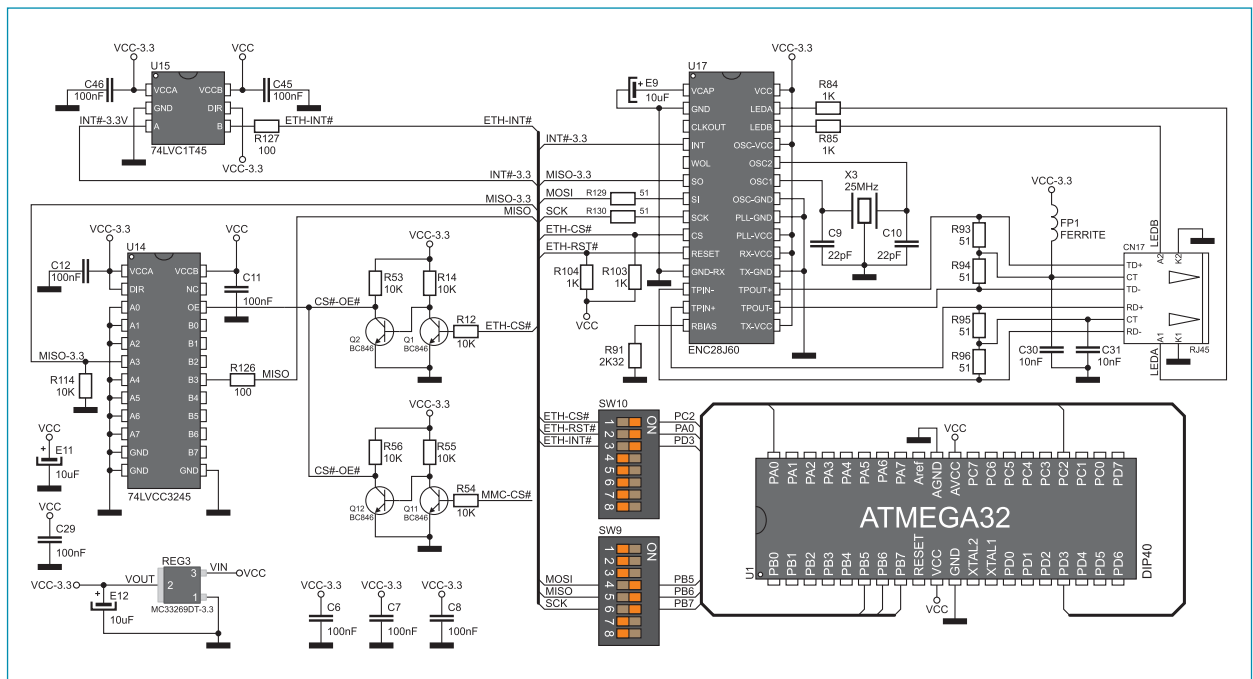 VCC-3.3
VCC
U15
C46
100nF
VCCA
VCCB
GND
DIR
A
B
C45
100nF
INT#-3.3V
ETH-INT#
R127
100
74LVC1T45
VCC-3.3
ETH-INT#
INT#-3.3
MISO-3.3
MISO
VCC-3.3
VCC
U14
C12
100nF
VCCA
DIR
A0
A1
A2
A3
A4
A5
A6
A7
GND
GND
VCCB
NC
OE
B0
B1
B2
B3
B4
B5
B6
B7
GND
74LVCC3245
C11
100nF
CS#-OE#
MISO-3.3
R114
10K
R126
100
MISO
VCC
E11
+
10uF
VCC
C29
100nF
VCC-3.3
R53
10K
R14
10K
Q2
BC846
Q1
BC846
R12
10K
ETH-CS#
VCC-3.3
R56
10K
R55
10K
CS#-OE#
Q12
BC846
Q11
BC846
R54
10K
MMC-CS#
REG3
VCC-3.3
VOUT
2
3
1
VIN
VCC
MC33269DT-3.3
E12
+
10uF
VCC-3.3
C6
100nF
VCC-3.3
C7
100nF
VCC-3.3
C8
100nF
VCC-3.3
U17
E9
+
10uF
VCAP
GND
CLKOUT
INT
WOL
SO
SI
SCK
CS
RESET
GND-RX
TPIN-
TPIN+
RBIAS
VCC
LEDA
LEDB
OSC-VCC
OSC2
OSC1
OSC-GND
PLL-GND
PLL-VCC
RX-VCC
TX-GND
TPOUT+
TPOUT-
TX-VCC
ENC28J60
INT#-3.3
MISO-3.3
MOSI
R129
51
SCK
R130
51
ETH-CS#
ETH-RST#
R104
1K
R103
1K
VCC
R91
2K32
R84
1K
R85
1K
X3
25MHz
C9
22pF
C10
22pF
VCC-3.3
FP1
FERRITE
R93
51
R94
51
R95
51
R96
51
C30
10nF
C31
10nF
CN17
LEDB
A2
K2
TD+
CT
TD-
RD+
CT
RD-
LEDA
A1
K1
RJ45
SW10
ETH-CS#
ETH-RST#
ETH-INT#
1
2
3
4
5
6
7
8
ON
PC2
PA0
PD3
SW9
MOSI
MISO
SCK
1
2
3
4
5
6
7
8
ON
PB5
PB6
PB7
VCC
PA0
PA1
PA2
PA3
PA4
PA5
PA6
PA7
Aref
AGND
AVCC
PC7
PC6
PC5
PC4
PC3
PC2
PC1
PC0
PD7
ATMEGA32
U1
DIP40
PB0
PB1
PB2
PB3
PB4
PB5
PB6
PB7
RESET
VCC
GND
XTAL2
XTAL1
PD0
PD1
PD2
PD3
PD4
PD5
PD6
VCC